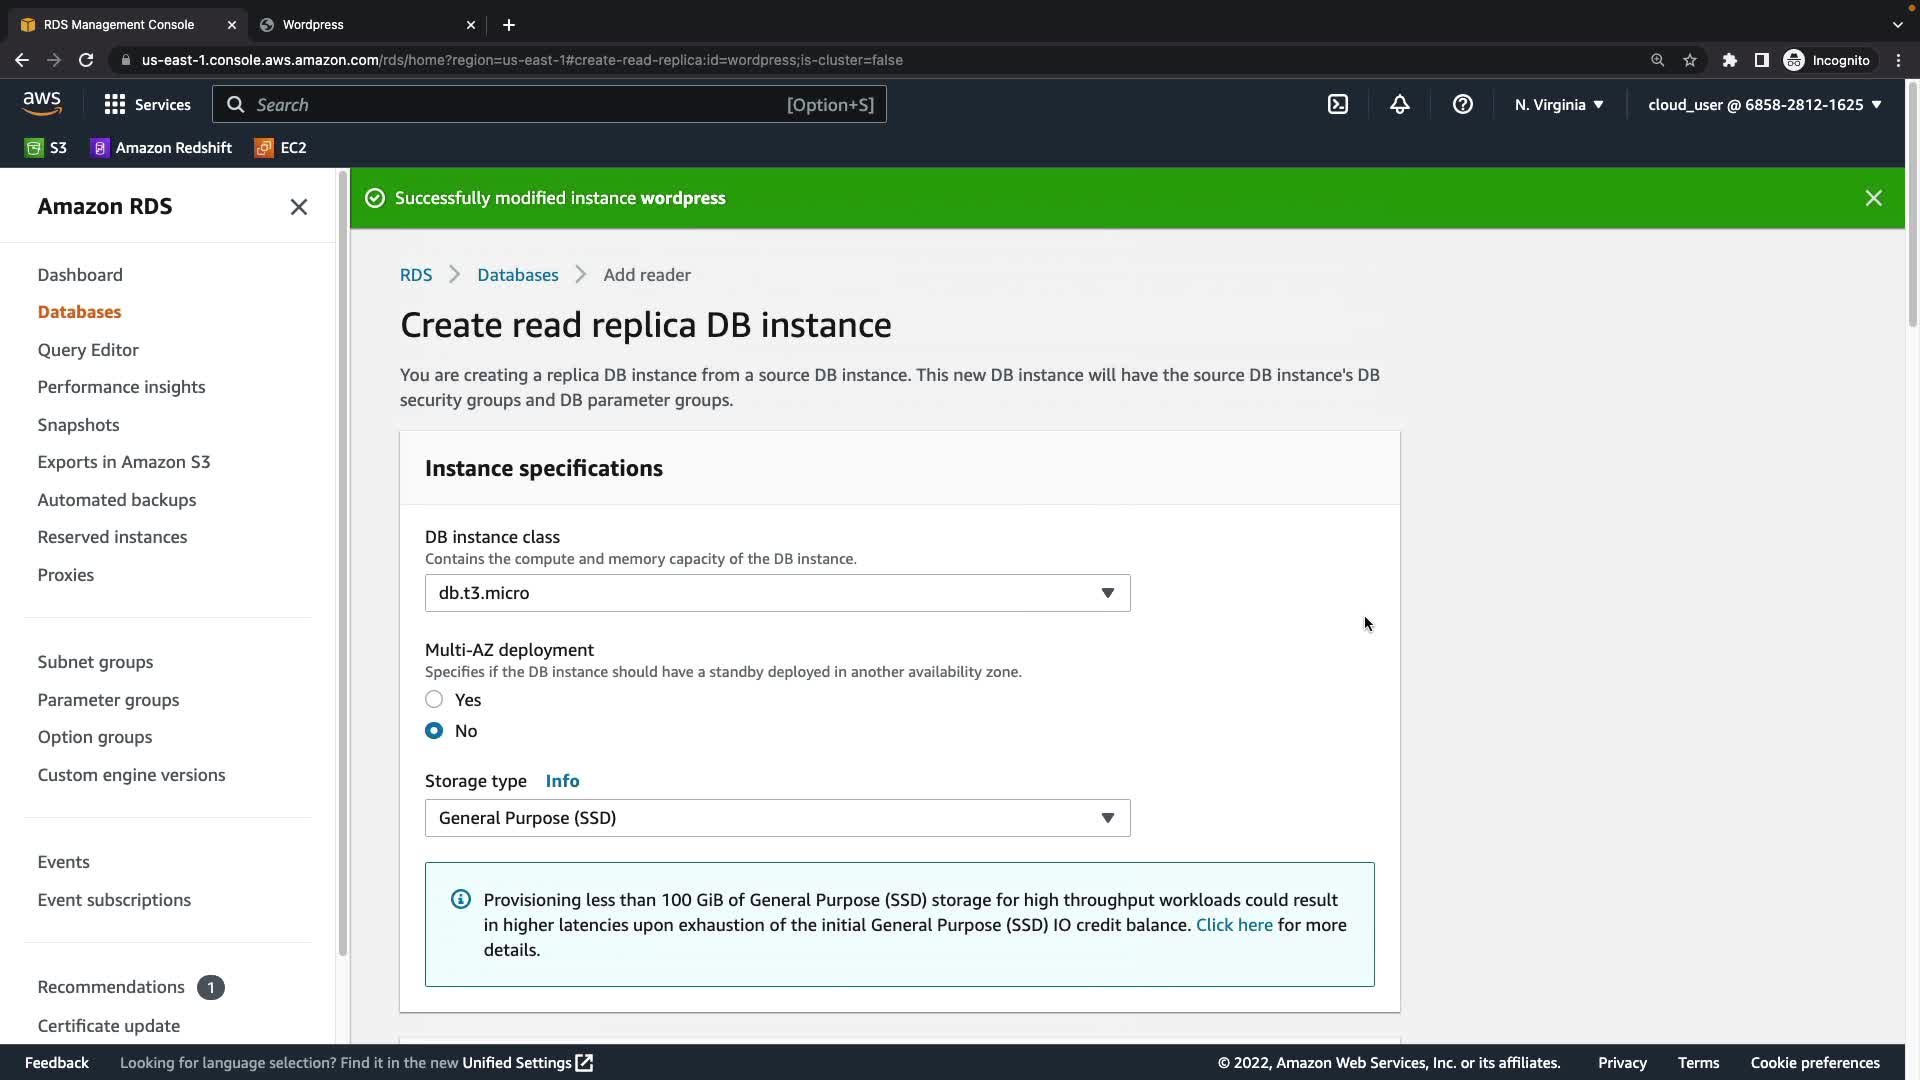 RDS Management Console
Wordpress
us-east-1.console.aws.amazon.com/rds/home?region=us-east-1#create-read-replica:id=wordpress;is-cluster=false
Incognito
aws
Services
Search
[Option+S]
N. Virginia
cloud_user @ 6858-2812-1625
S3
Amazon Redshift
EC2
Amazon RDS
Dashboard
Databases
Query Editor
Performance insights
Snapshots
Exports in Amazon S3
Automated backups
Reserved instances
Proxies
Subnet groups
Parameter groups
Option groups
Custom engine versions
Events
Event subscriptions
Recommendations 1
Certificate update
Successfully modified instance wordpress
RDS > Databases > Add reader
Create read replica DB instance
You are creating a replica DB instance from a source DB instance. This new DB instance will have the source DB instance's DB
security groups and DB parameter groups.
Instance specifications
DB instance class
Contains the compute and memory capacity of the DB instance.
db.t3.micro
Multi-AZ deployment
Specifies if the DB instance should have a standby deployed in another availability zone.
Yes
No
Storage type Info
General Purpose (SSD)
Provisioning less than 100 GiB of General Purpose (SSD) storage for high throughput workloads could result
in higher latencies upon exhaustion of the initial General Purpose (SSD) IO credit balance. Click here for more
details.
Feedback
Looking for language selection? Find it in the new Unified Settings
© 2022, Amazon Web Services, Inc. or its affiliates.
Privacy
Terms
Cookie preferences